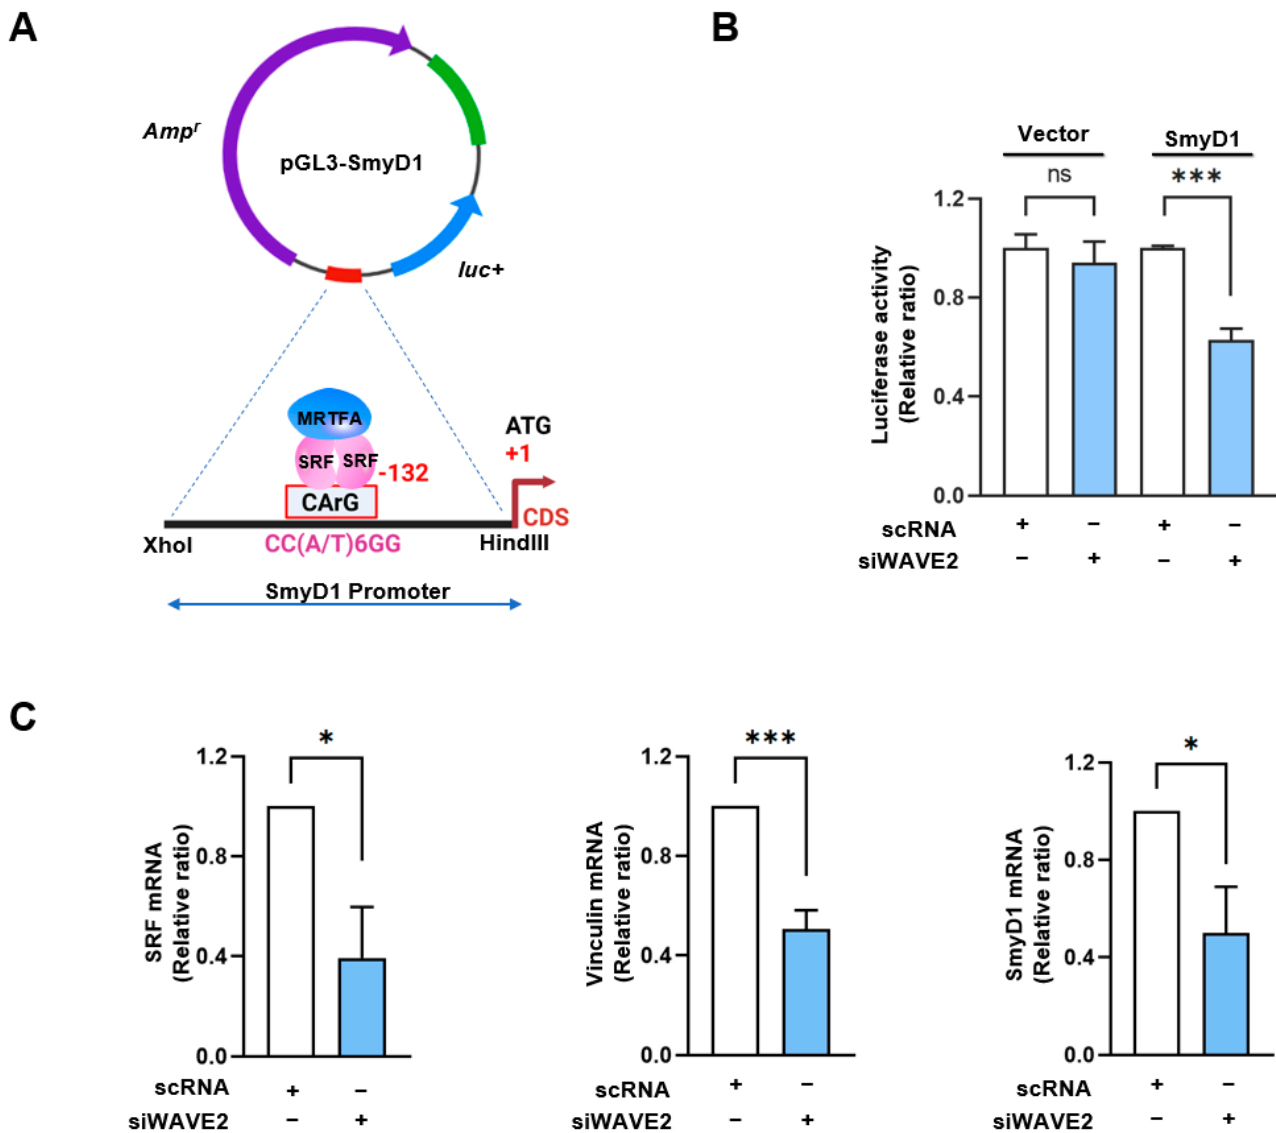 A
Ampʳ
pGL3-SmyD1
luc+
MRTFA
SRF SRF
-132
CArG
ATG
+1
CDS
XhoI
CC(A/T)6GG
HindIII
SmyD1 Promoter
B
Vector
SmyD1
ns
***
Luciferase activity
(Relative ratio)
1.2
0.8
0.4
0.0
scRNA + − + −
siWAVE2 − + − +
C
SRF mRNA
(Relative ratio)
1.2
0.8
0.4
0.0
*
scRNA + −
siWAVE2 − +
Vinculin mRNA
(Relative ratio)
1.2
0.8
0.4
0.0
***
scRNA + −
siWAVE2 − +
SmyD1 mRNA
(Relative ratio)
1.2
0.8
0.4
0.0
*
scRNA + −
siWAVE2 − +